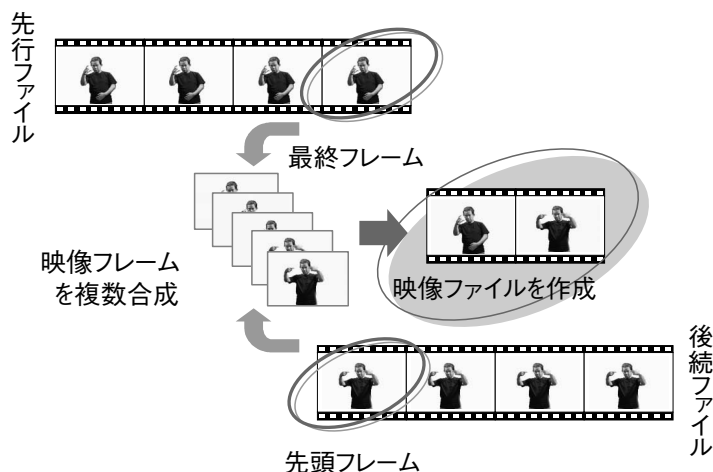 先行ファイル
最終フレーム
映像フレーム
を複数合成
映像ファイルを作成
後続ファイル
先頭フレーム